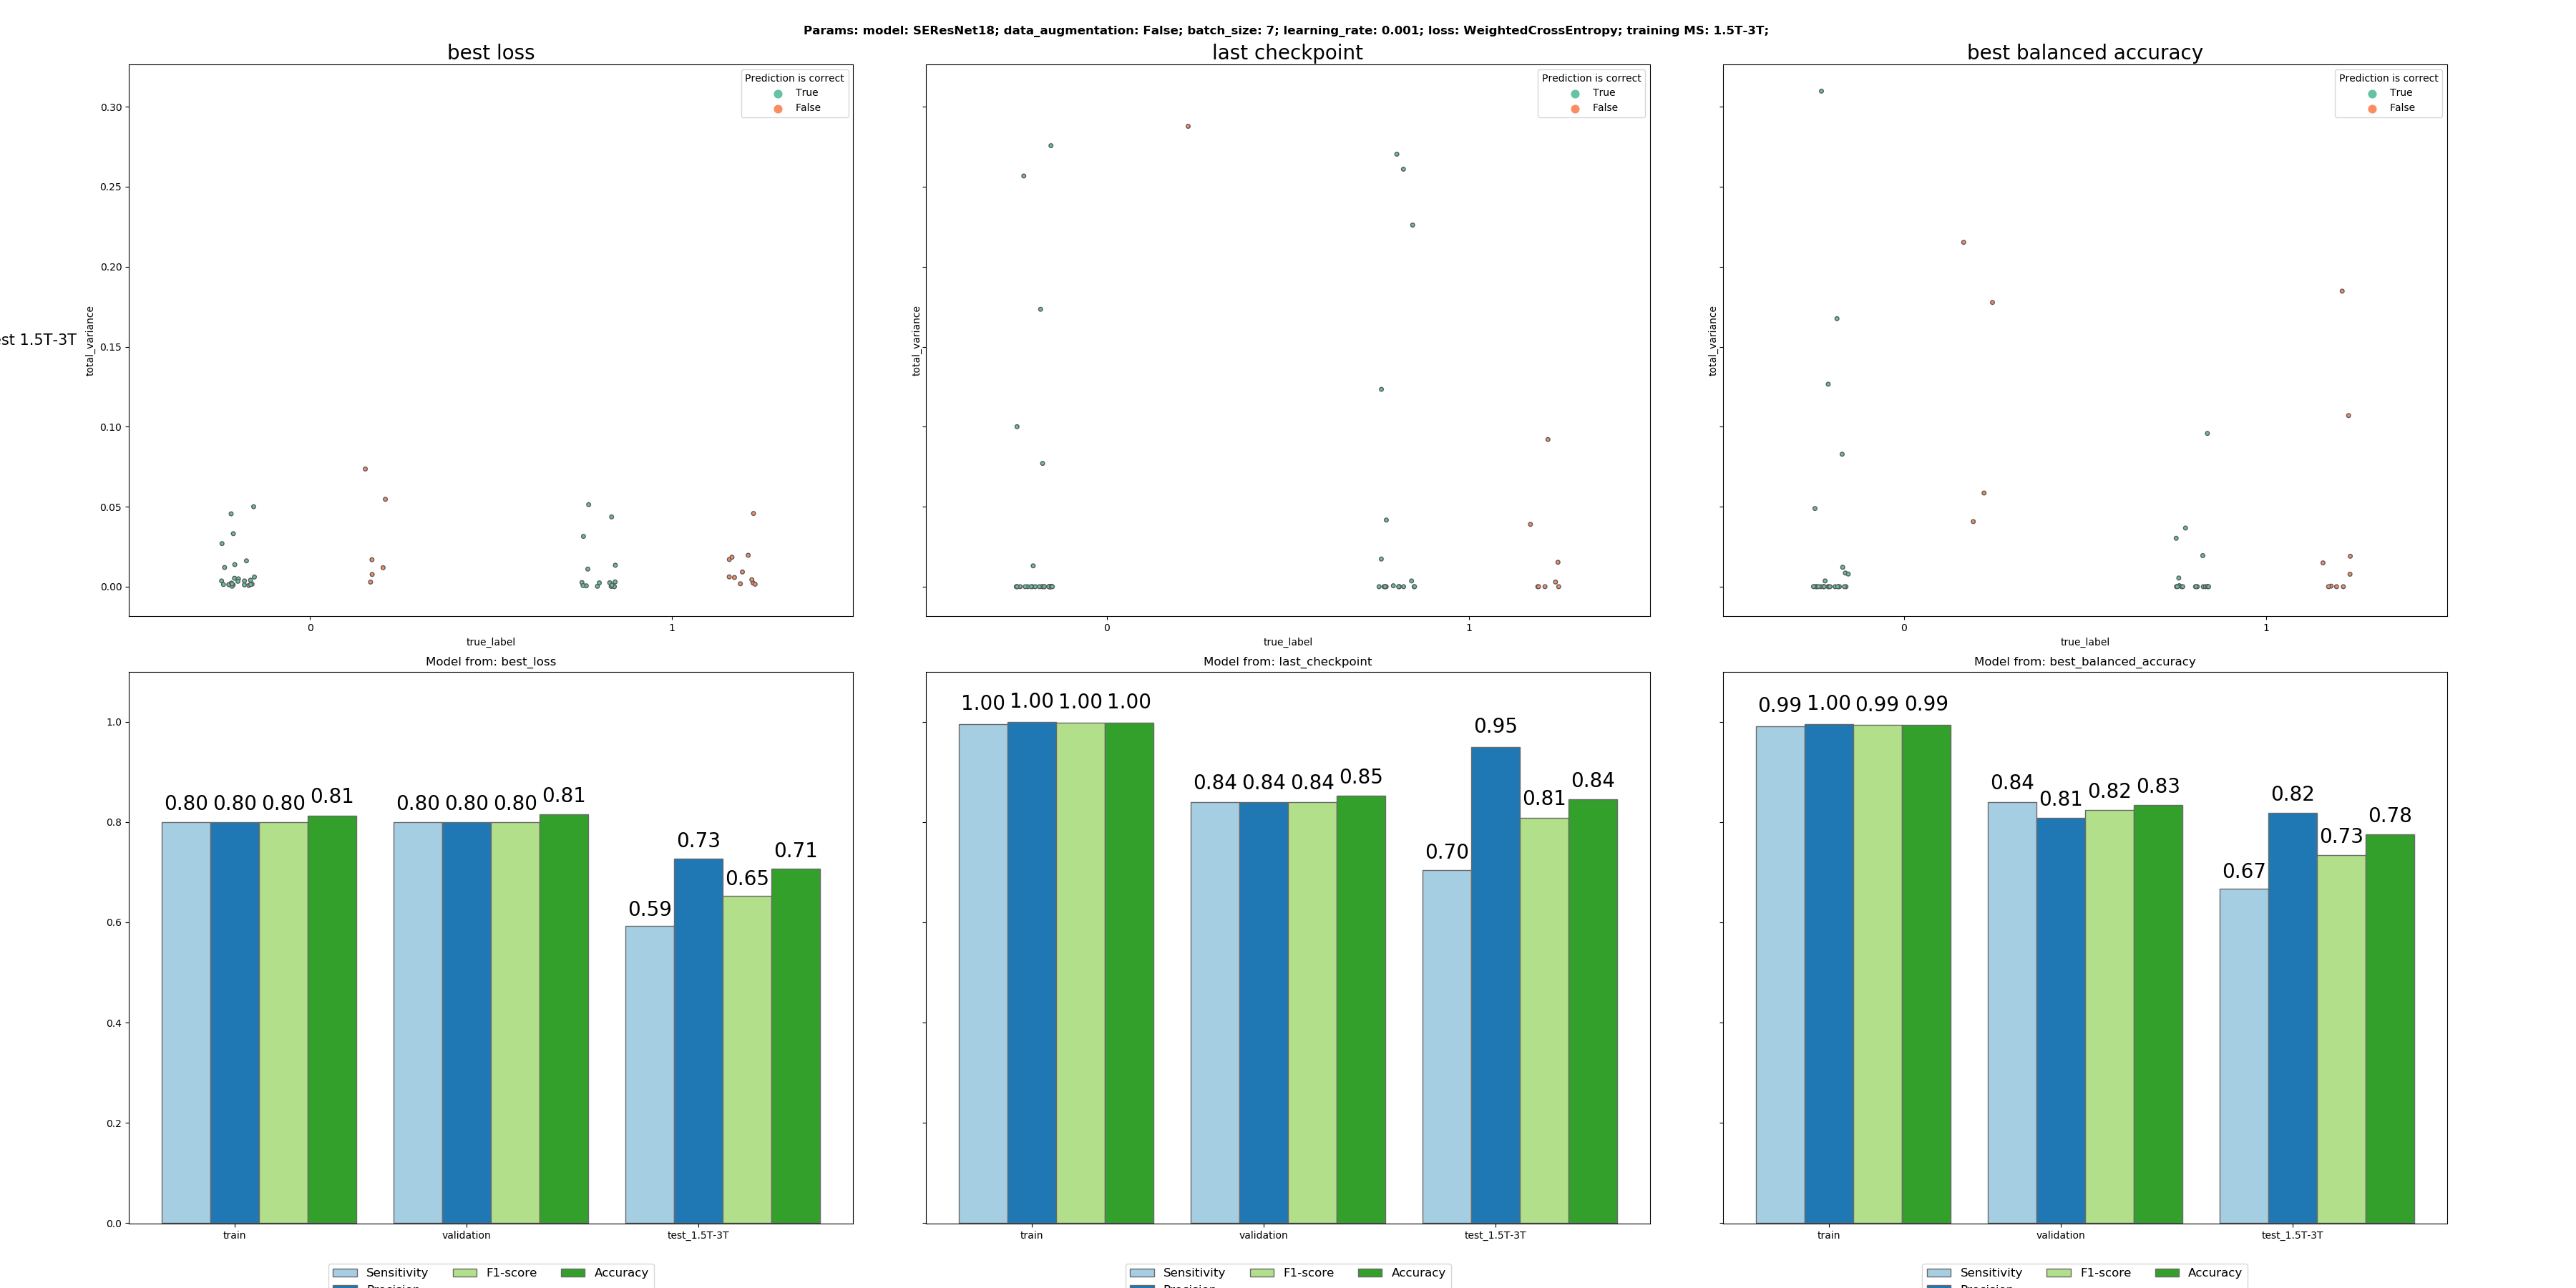 Params: model: SEResNet18; data_augmentation: False; batch_size: 7; learning_rate: 0.001; loss: WeightedCrossEntropy; training MS: 1.5T-3T;
best loss
last checkpoint
best balanced accuracy
Prediction is correct
True
False
Prediction is correct
True
False
Prediction is correct
True
False
0.30
0.25
0.20
0.15
0.10
0.05
0.00
1.5T-3T
total_variance
total_variance
total_variance
0 1
0 1
0 1
true_label
true_label
true_label
Model from: best_loss
Model from: last_checkpoint
Model from: best_balanced_accuracy
1.0
0.8
0.6
0.4
0.2
0.0
0.80 0.80 0.80 0.81
0.80 0.80 0.80 0.81
0.59 0.73 0.65 0.71
train validation test_1.5T-3T
1.00 1.00 1.00 1.00
0.84 0.84 0.84 0.85
0.70 0.95 0.81 0.84
train validation test_1.5T-3T
0.99 1.00 0.99 0.99
0.84 0.81 0.82 0.83
0.67 0.82 0.73 0.78
train validation test_1.5T-3T
Sensitivity F1-score Accuracy
Sensitivity F1-score Accuracy
Sensitivity F1-score Accuracy